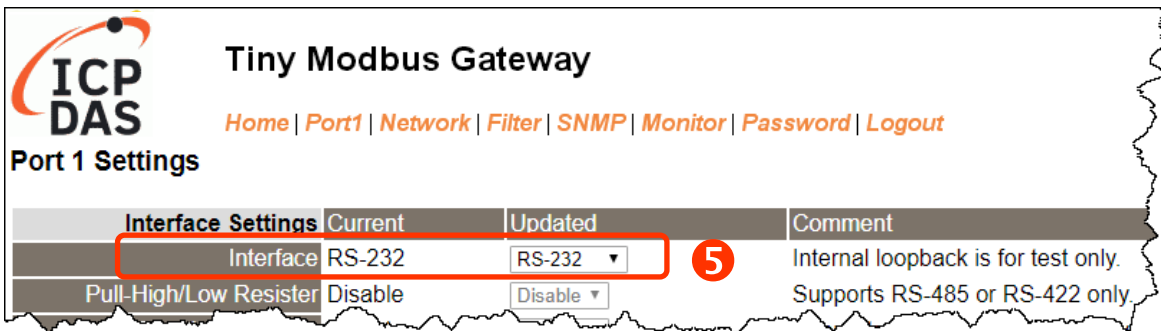 ICP
DAS
Tiny Modbus Gateway
Home | Port1 | Network | Filter | SNMP | Monitor | Password | Logout
Port 1 Settings
Interface Settings Current Updated Comment
Interface RS-232 RS-232 5 Internal loopback is for test only.
Pull-High/Low Resister Disable Disable Supports RS-485 or RS-422 only.